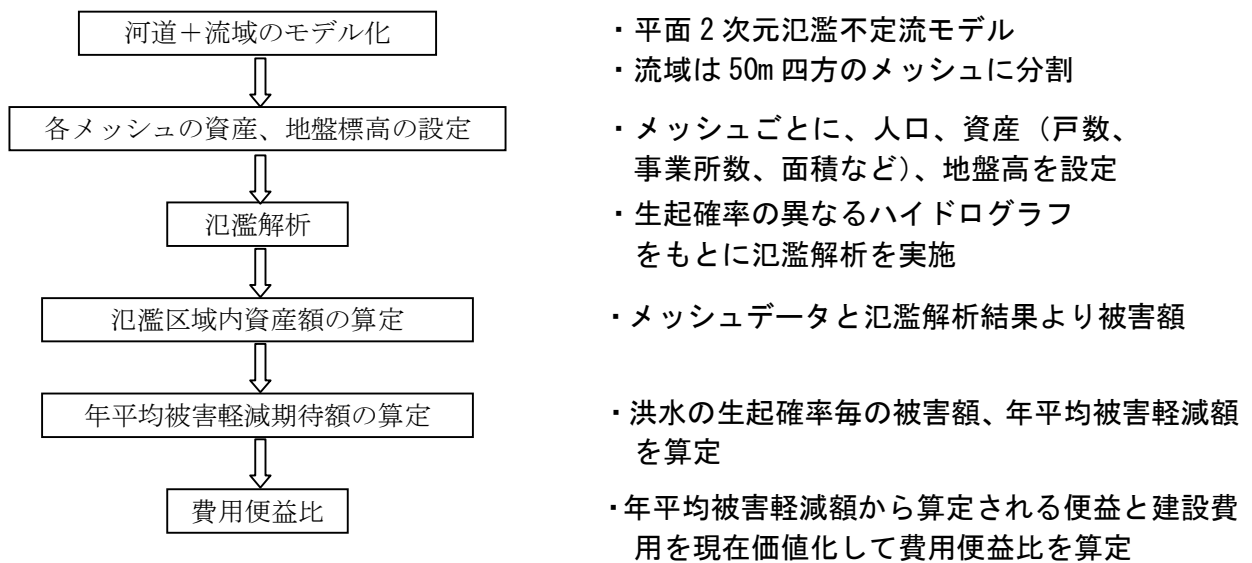 河道＋流域のモデル化
・平面２次元氾濫不定流モデル
・流域は50m四方のメッシュに分割
各メッシュの資産、地盤標高の設定
・メッシュごとに、人口、資産（戸数、
事業所数、面積など）、地盤高を設定
氾濫解析
・生起確率の異なるハイドログラフ
をもとに氾濫解析を実施
氾濫区域内資産額の算定
・メッシュデータと氾濫解析結果より被害額
年平均被害軽減期待額の算定
・洪水の生起確率毎の被害額、年平均被害軽減額
を算定
費用便益比
・年平均被害軽減額から算定される便益と建設費
用を現在価値化して費用便益比を算定